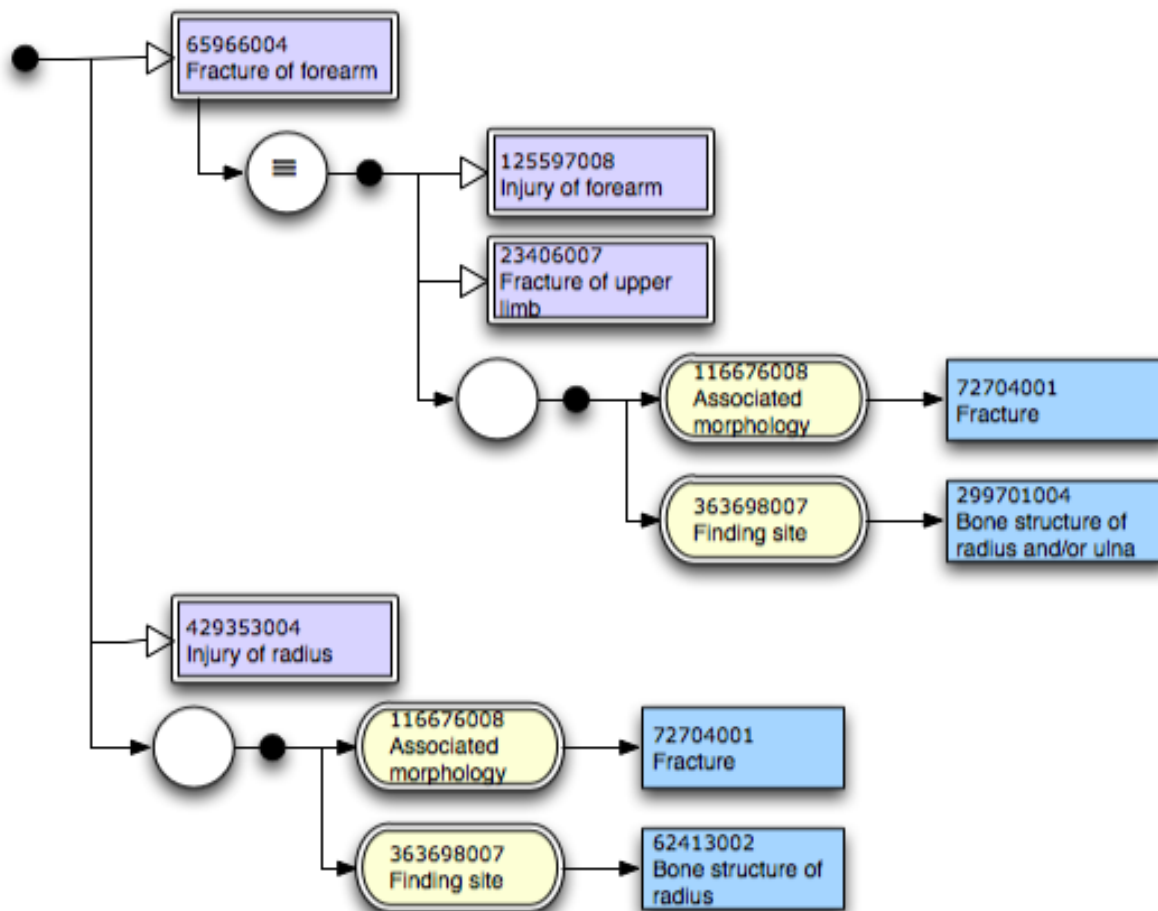 65966004
Fracture of forearm
≡
125597008
Injury of forearm
23406007
Fracture of upper
limb
116676008
Associated
morphology
72704001
Fracture
363698007
Finding site
299701004
Bone structure of
radius and/or ulna
429353004
Injury of radius
116676008
Associated
morphology
72704001
Fracture
363698007
Finding site
62413002
Bone structure of
radius